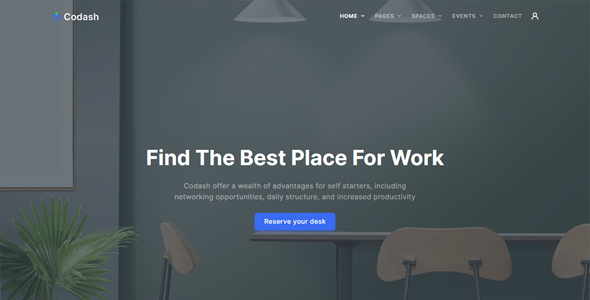 Codash
HOME PAGES SPACES EVENTS CONTACT
Find The Best Place For Work
Codash offer a wealth of advantages for self starters, including
networking opportunities, daily structure, and increased productivity
Reserve your desk